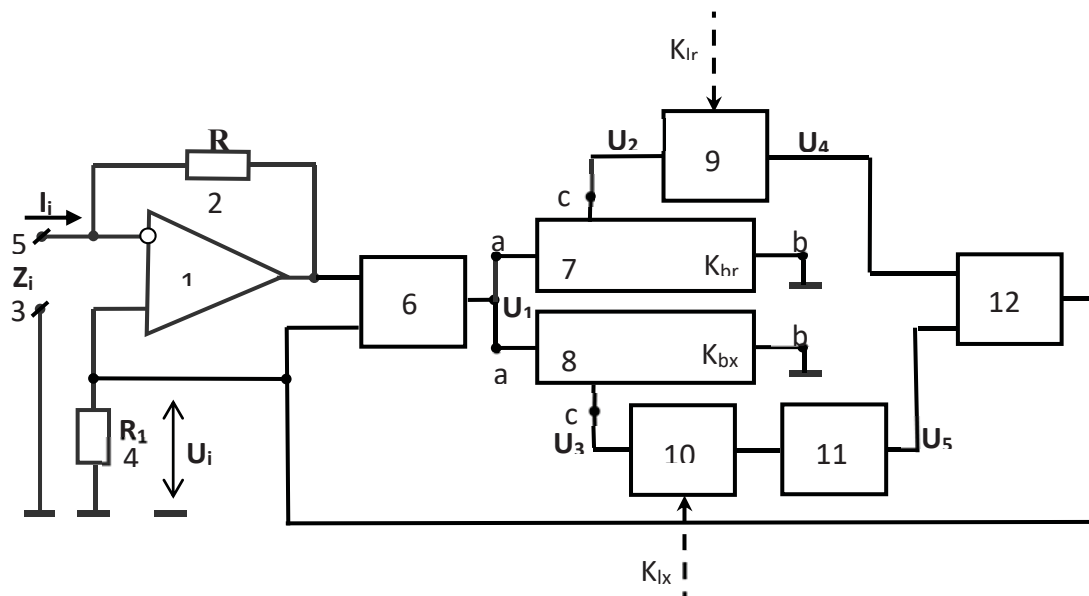 K_lr
R
2
U₂
9
U₄
c
I_i
5
1
a
7
K_br
b
Z_i
3
6
U₁
12
8
K_bx
b
a
c
R₁
4
U_i
U₃
10
11
U₅
K_lx